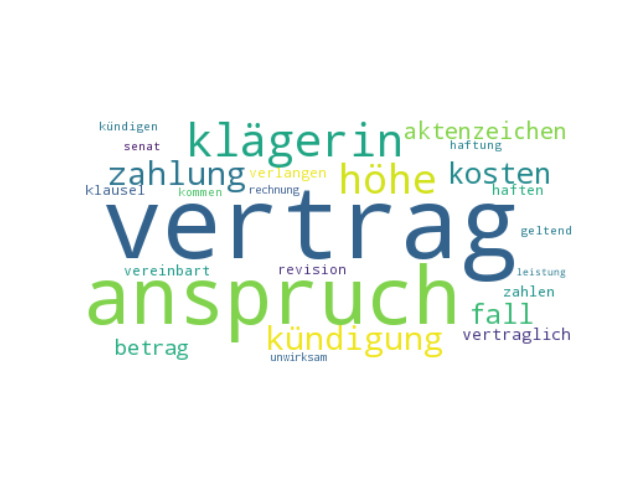 kündigen
klägerin
aktenzeichen
senat
haftung
zahlung
verlangen
höhe
kosten
klausel
kommen
rechnung
haften
vertrag
geltend
vereinbart
revision
leistung
anspruch
zahlen
fall
kündigung
vertraglich
betrag
unwirksam